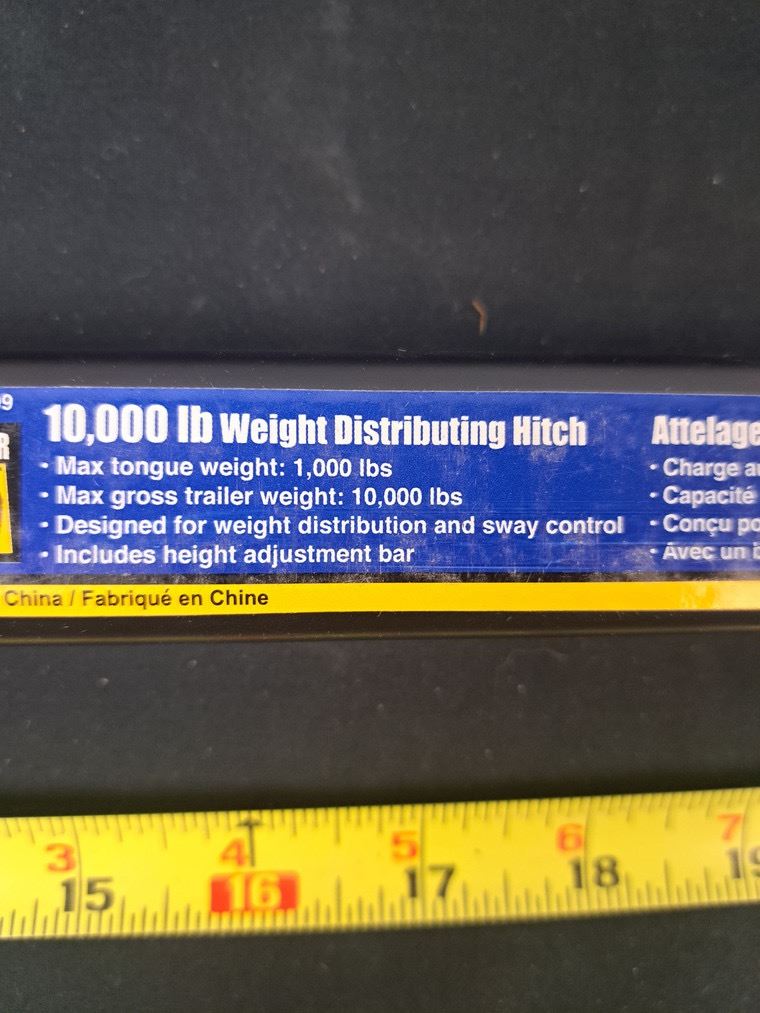 10,000 lb Weight Distributing Hitch
• Max tongue weight: 1,000 lbs
• Max gross trailer weight: 10,000 lbs
• Designed for weight distribution and sway control
• Includes height adjustment bar
Attelage
• Charge
• Capacité
• Conçu
• Avec un
China / Fabriqué en Chine
3 4 5 6 7
15 16 17 18 19